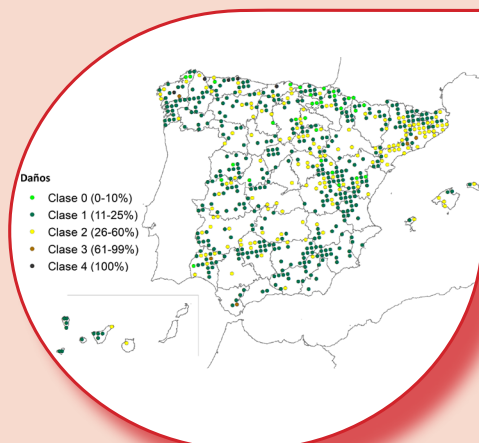 Daños
Clase 0 (0-10%)
Clase 1 (11-25%)
Clase 2 (26-60%)
Clase 3 (61-99%)
Clase 4 (100%)